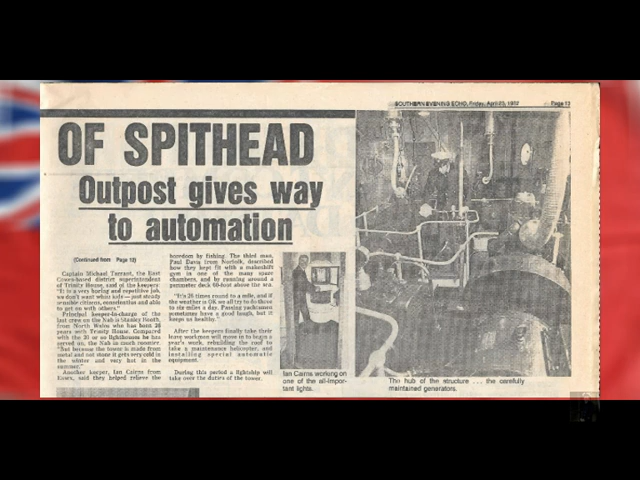 SOUTHERN EVENING ECHO, Friday, April 23, 1982
Page 13
OF SPITHEAD
Outpost gives way
to automation
(Continued from Page 12)
Captain Michael Tarrant, the East
Cowes-based district superintendent
of Trinity House, said of the keepers:
"It is a very boring and repetitive job,
we don't want whiz kids — just steady
sensible citizens, conscientious and able
to get on with others."
Principal keeper-in-charge of the
last crew on the Nab is Stanley Booth,
from North Wales who has been 26
years with Trinity House. Compared
with the 20 or so lighthouses he has
served on, the Nab is much roomier.
"But because the tower is made from
metal and not stone it gets very cold in
the winter and very hot in the
summer."
Another keeper, Ian Cairns from
Essex, said they helped relieve the
boredom by fishing. The third man,
Paul Davis from Norfolk, described
how they kept fit with a makeshift
gym in one of the many spare
chambers, and by running around a
perimeter deck 60-foot above the sea.
"It's 28 times round to a mile, and if
the weather is OK we all try to do three
to six miles a day. Passing yachtsmen
sometimes have a good laugh, but it
keeps us healthy."
After the keepers finally take their
leave workmen will move in to begin a
year's work, rebuilding the roof to
take a maintenance helicopter, and
installing special automatic
equipment.
During this period a lightship will
take over the duties of the tower.
Ian Cairns working on
one of the all-impor-
tant lights.
The hub of the structure . . . the carefully
maintained generators.